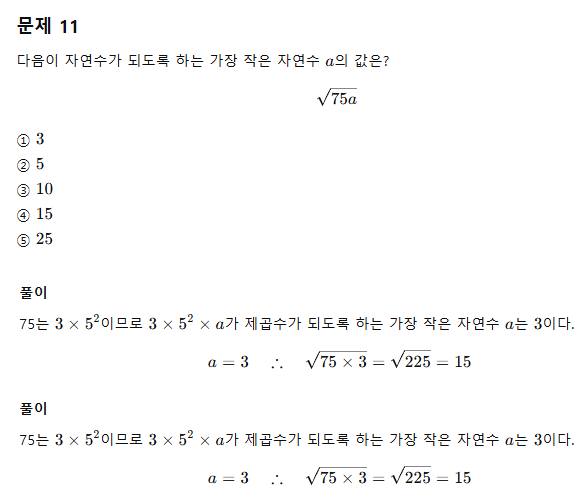 문제 11
다음이 자연수가 되도록 하는 가장 작은 자연수 a의 값은?
√75a
① 3
② 5
③ 10
④ 15
⑤ 25
풀이
75는 3 × 5²이므로 3 × 5² × a가 제곱수가 되도록 하는 가장 작은 자연수 a는 3이다.
a = 3 ∴ √75 × 3 = √225 = 15
풀이
75는 3 × 5²이므로 3 × 5² × a가 제곱수가 되도록 하는 가장 작은 자연수 a는 3이다.
a = 3 ∴ √75 × 3 = √225 = 15